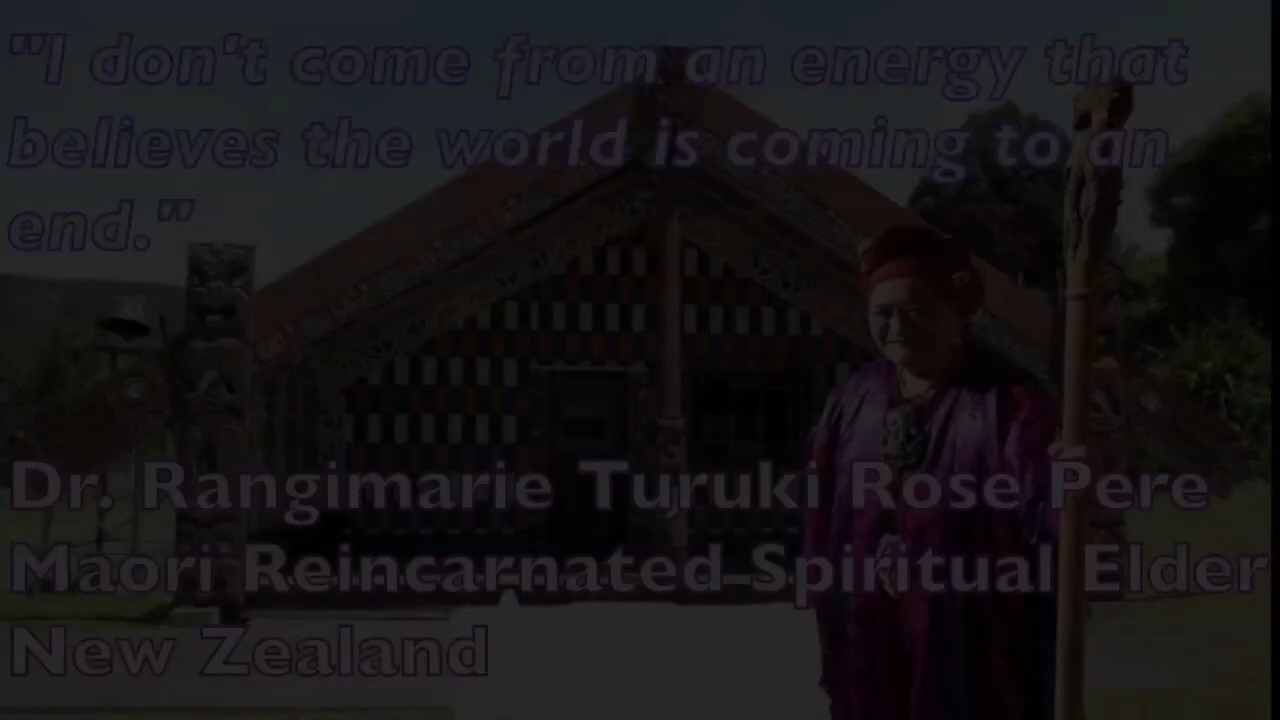 "I don't come from an energy that
believes the world is coming to an
end."
Dr. Rangimarie Turuki Rose Pere
Maori Reincarnated Spiritual Elder
New Zealand